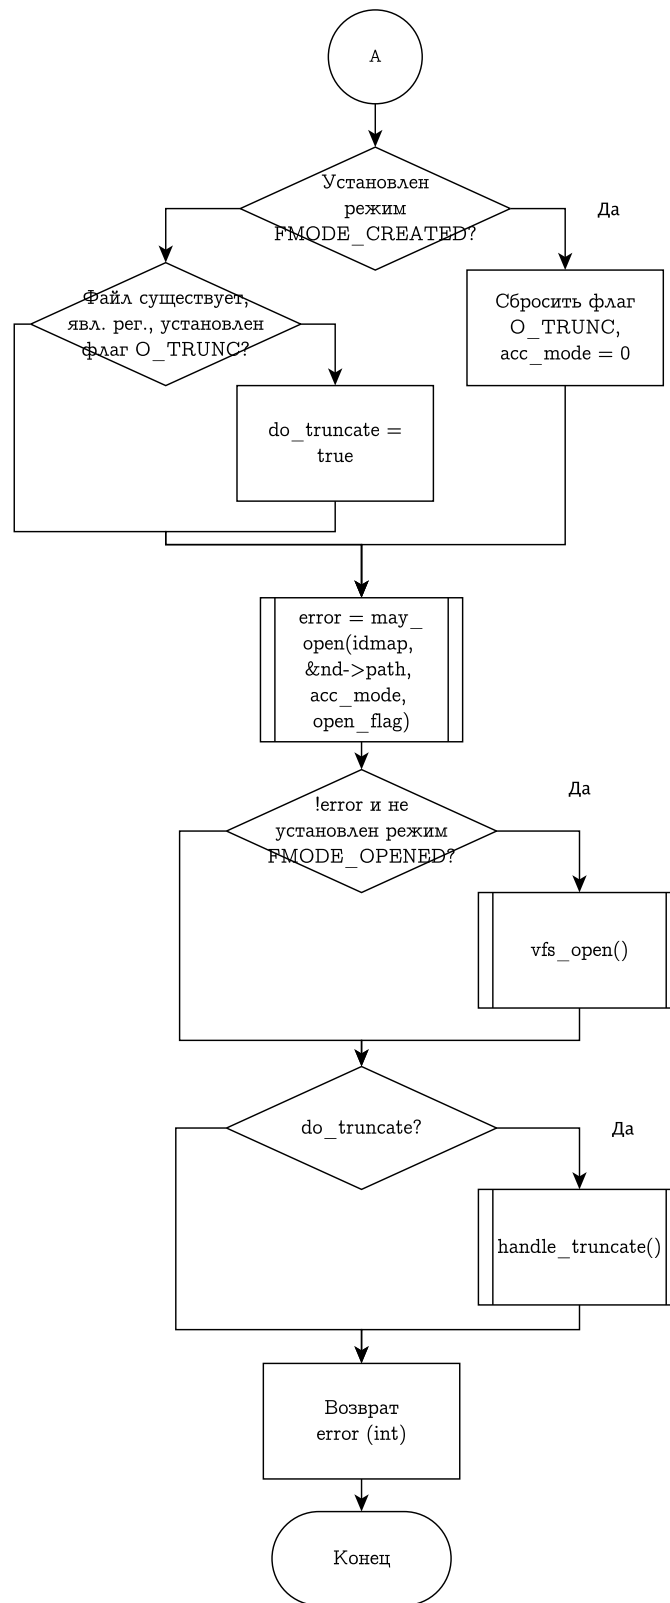 А
Установлен
режим
FMODE_CREATED?
Да
Файл существует,
явл. рег., установлен
флаг O_TRUNC?
Сбросить флаг
O_TRUNC,
acc_mode = 0
do_truncate =
true
error = may_
open(idmap,
&nd->path,
acc_mode,
open_flag)
Да
!error и не
установлен режим
FMODE_OPENED?
vfs_open()
do_truncate?
Да
handle_truncate()
Возврат
error (int)
Конец